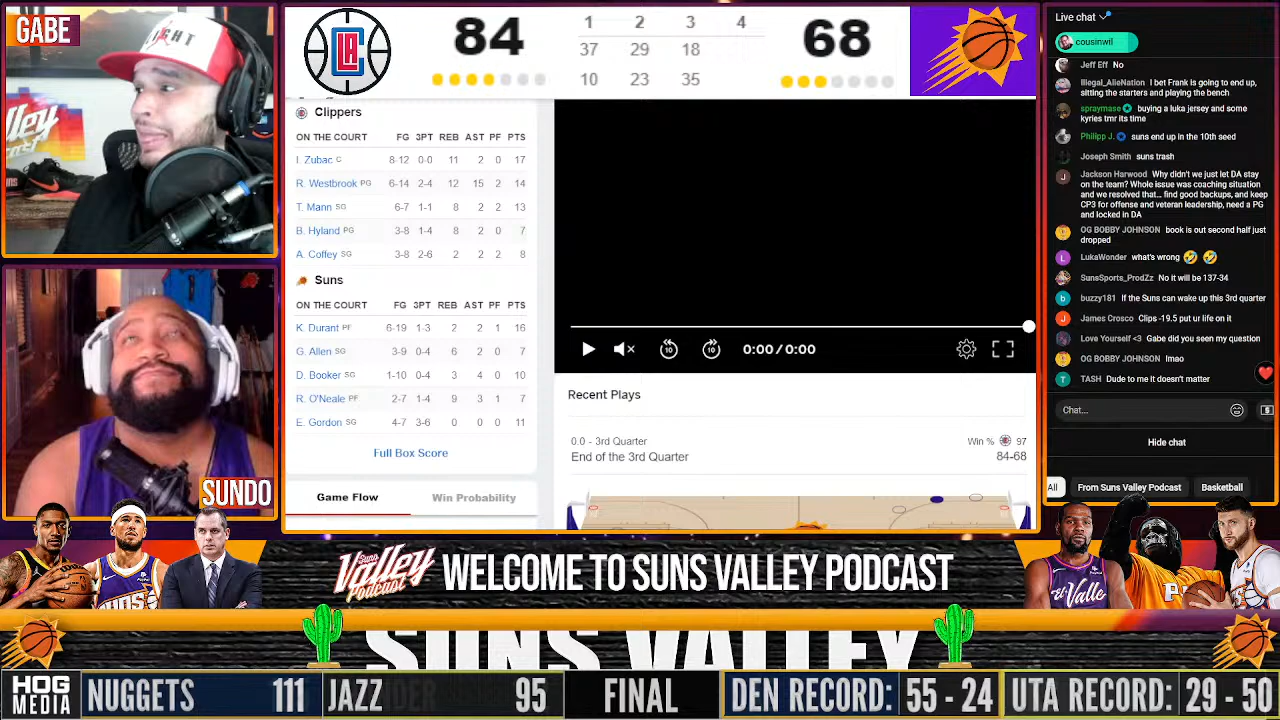 GABE
84
1 2 3 4
37 29 18
10 23 35
68
Clippers
ON THE COURT FG 3PT REB AST PF PTS
I. Zubac C 8-12 0-0 11 2 0 17
R. Westbrook PG 6-14 2-4 12 15 2 14
T. Mann SG 6-7 1-1 8 2 2 13
B. Hyland PG 3-8 1-4 8 2 0 7
A. Coffey SG 3-8 2-6 2 2 2 8
Suns
ON THE COURT FG 3PT REB AST PF PTS
K. Durant PF 6-19 1-3 2 2 1 16
G. Allen SG 3-9 0-4 6 2 0 7
D. Booker SG 1-10 0-4 3 4 0 10
R. O'Neale PF 2-7 1-4 9 3 1 7
E. Gordon SG 4-7 3-6 0 0 0 11
Full Box Score
Game Flow Win Probability
0:00 / 0:00
Recent Plays
0.0 - 3rd Quarter Win % 97
End of the 3rd Quarter 84-68
Live chat
cousinwil
Jeff Eff No
Illegal_AlieNation I bet Frank is going to end up,
sitting the starters and playing the bench
spraymase buying a luka jersey and some
kyries tmr its time
Philipp J. suns end up in the 10th seed
Joseph Smith suns trash
Jackson Harwood Why didn't we just let DA stay
on the team? Whole issue was coaching situation
and we resolved that... find good backups, and keep
CP3 for offense and veteran leadership, need a PG
and locked in DA
OG BOBBY JOHNSON book is out second half just
dropped
LukaWonder what's wrong 🤣 🤣
SunsSports_ProdZz No it will be 137-34
buzzy181 If the Suns can wake up this 3rd quarter
James Crosco Clips -19.5 put ur life on it
Love Yourself <3 Gabe did you seen my question
OG BOBBY JOHNSON lmao
TASH Dude to me it doesn't matter
Chat...
Hide chat
All From Suns Valley Podcast Basketball
SUNDO
Suns Valley Podcast
WELCOME TO SUNS VALLEY PODCAST
SUNS VALLEY
HOG MEDIA NUGGETS 111 JAZZ 95 FINAL DEN RECORD: 55 - 24 UTA RECORD: 29 - 50